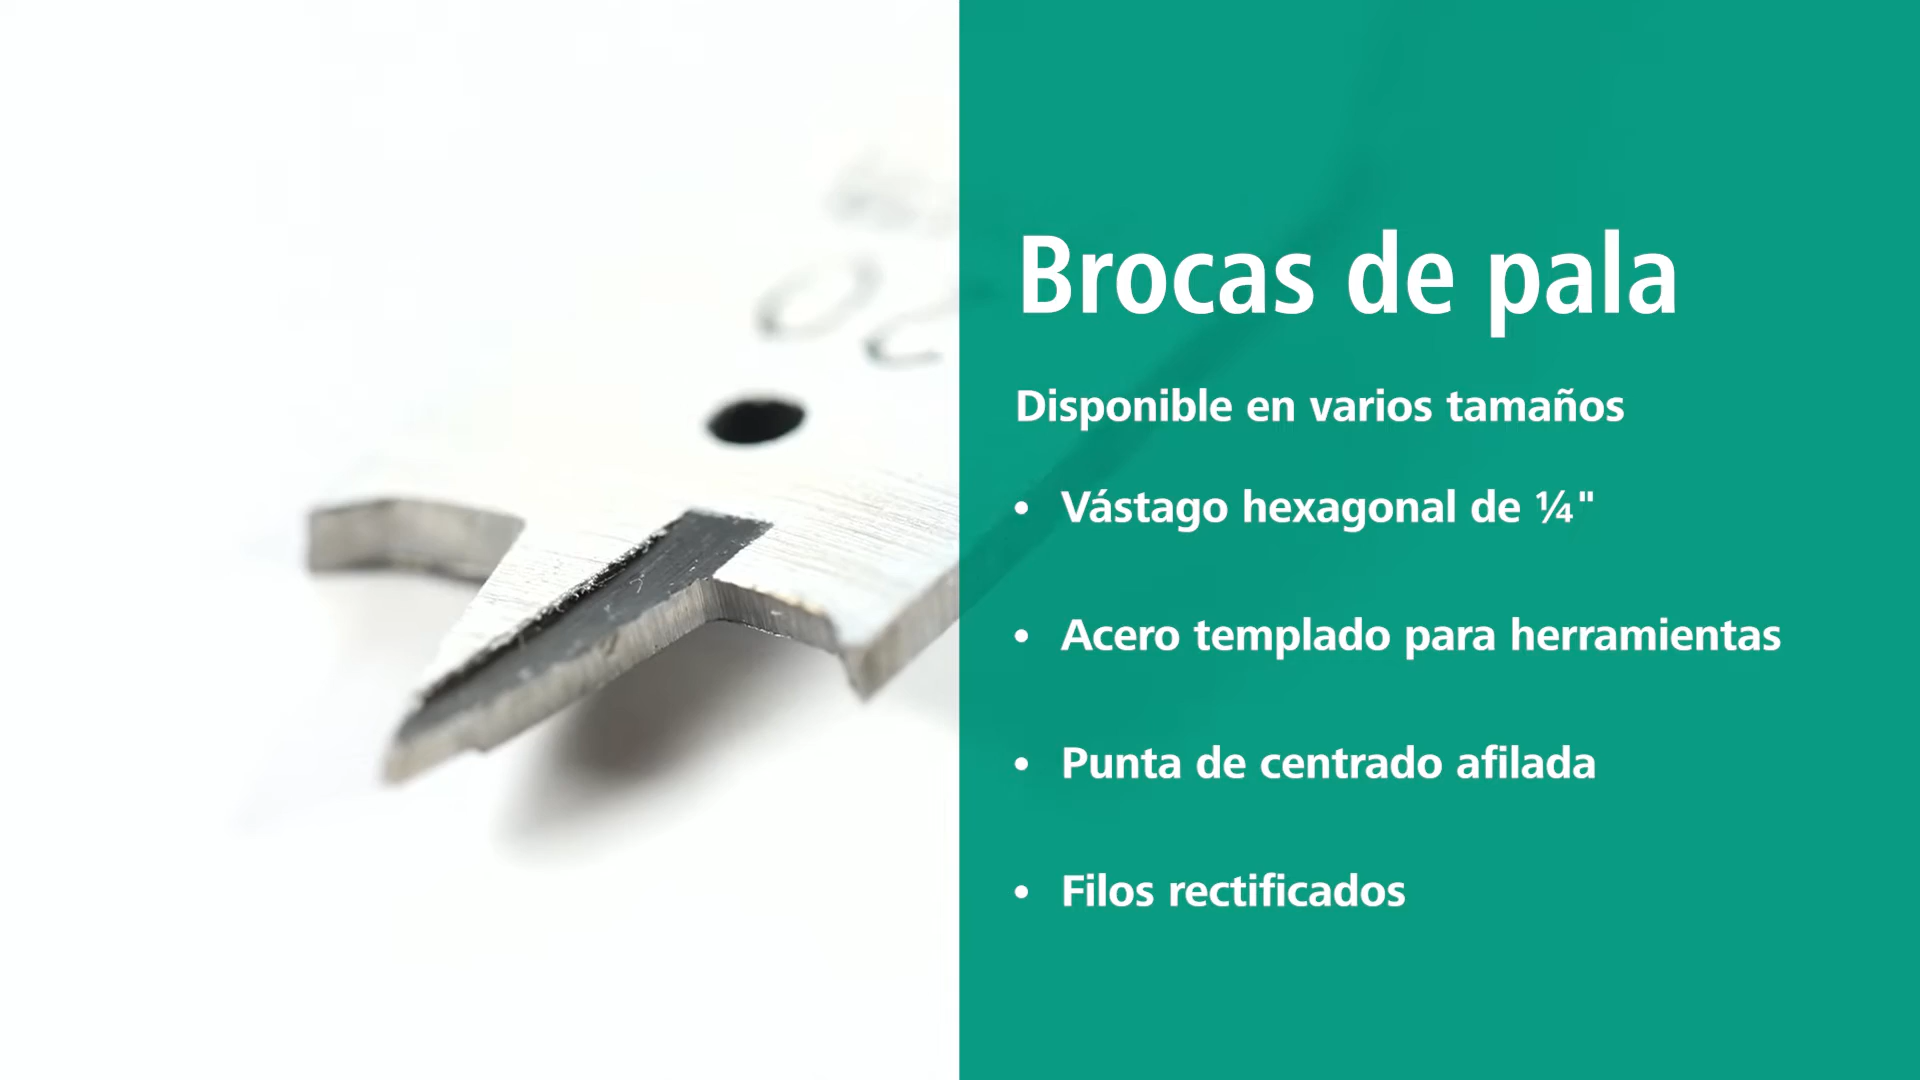 Brocas de pala
Disponible en varios tamaños
• Vástago hexagonal de ¼"
• Acero templado para herramientas
• Punta de centrado afilada
• Filos rectificados